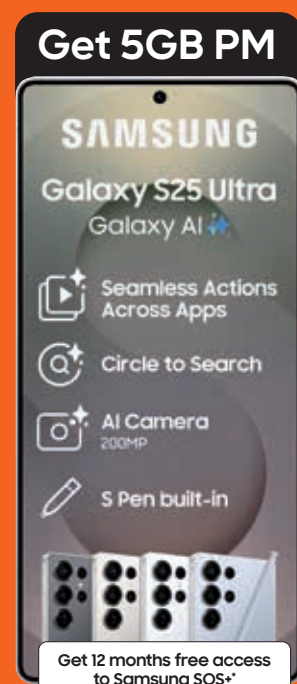 Get 5GB PM
SAMSUNG
Galaxy S25 Ultra
Galaxy AI
Seamless Actions
Across Apps
Circle to Search
AI Camera
200MP
S Pen built-in
Get 12 months free access
to Samsung SOS+*